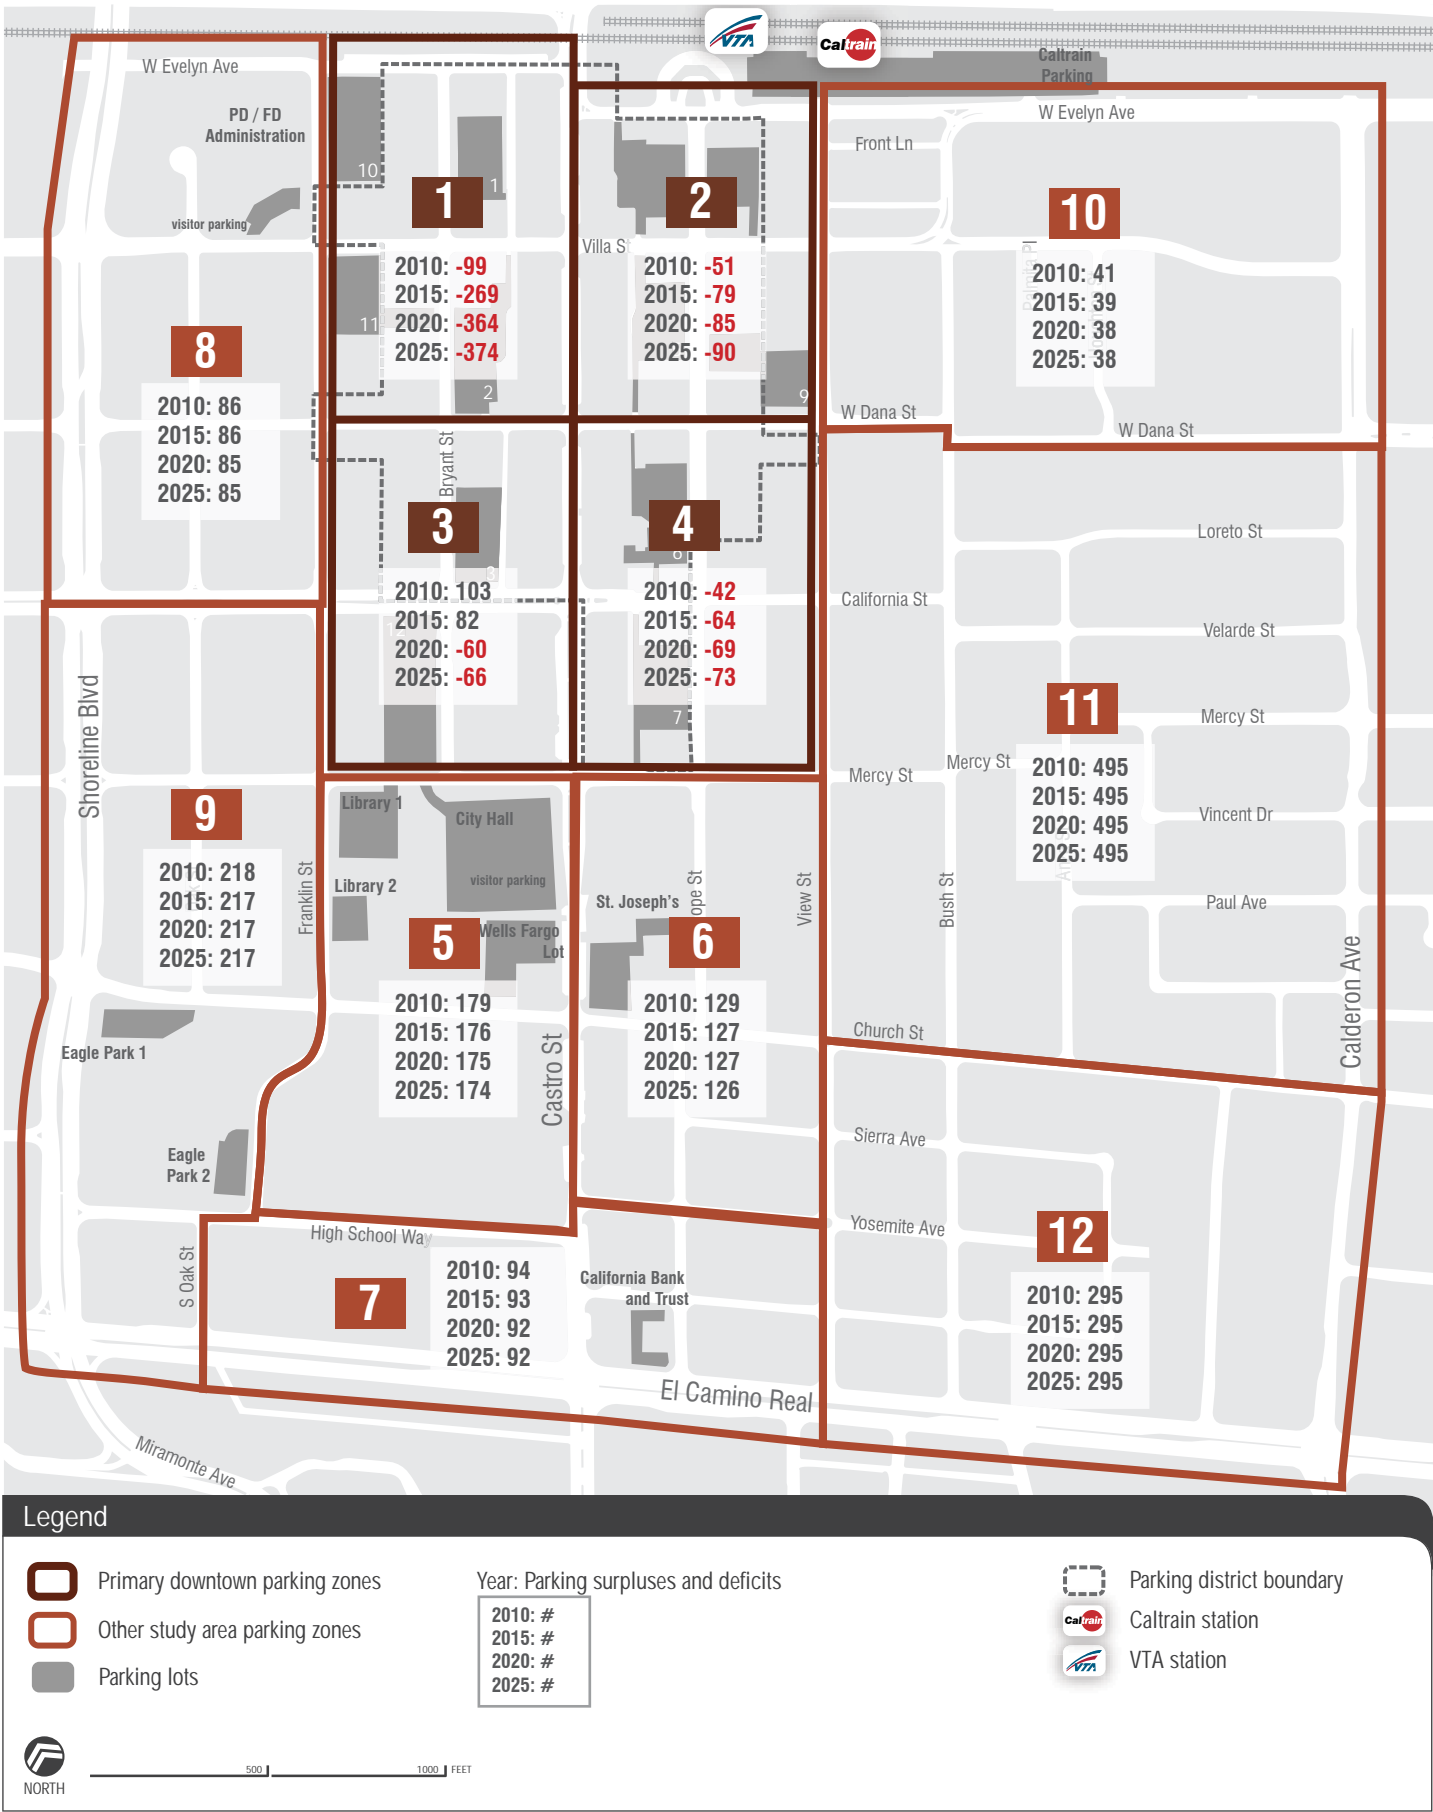 VTA
Caltrain
Caltrain
Parking
W Evelyn Ave
PD / FD
Administration
visitor parking
10
1
1
2
W Evelyn Ave
Front Ln
10
Villa S
2010: -99
2015: -269
2020: -364
2025: -374
11
2
2010: -51
2015: -79
2020: -85
2025: -90
9
Palmita Pl
2010: 41
2015: 39
2020: 38
2025: 38
8
2010: 86
2015: 86
2020: 85
2025: 85
W Dana St
W Dana St
Bryant St
3
3
2010: 103
2015: 82
2020: -60
2025: -66
12
4
6
2010: -42
2015: -64
2020: -69
2025: -73
7
Loreto St
California St
Velarde St
11
Mercy St
Mercy St
Mercy St
2010: 495
2015: 495
2020: 495
2025: 495
Vincent Dr
Paul Ave
Shoreline Blvd
9
2010: 218
2015: 217
2020: 217
2025: 217
Franklin St
Library 1
City Hall
visitor parking
Library 2
Wells Fargo
Lot
5
2010: 179
2015: 176
2020: 175
2025: 174
St. Joseph's
ope St
6
2010: 129
2015: 127
2020: 127
2025: 126
View St
Bush St
Calderon Ave
Castro St
Church St
Eagle Park 1
Eagle
Park 2
Sierra Ave
Yosemite Ave
12
2010: 295
2015: 295
2020: 295
2025: 295
High School Way
S Oak St
7
2010: 94
2015: 93
2020: 92
2025: 92
California Bank
and Trust
El Camino Real
Miramonte Ave
Legend
Primary downtown parking zones
Other study area parking zones
Parking lots
Year: Parking surpluses and deficits
2010: #
2015: #
2020: #
2025: #
Parking district boundary
Caltrain
Caltrain station
VTA
VTA station
NORTH
500
1000
FEET